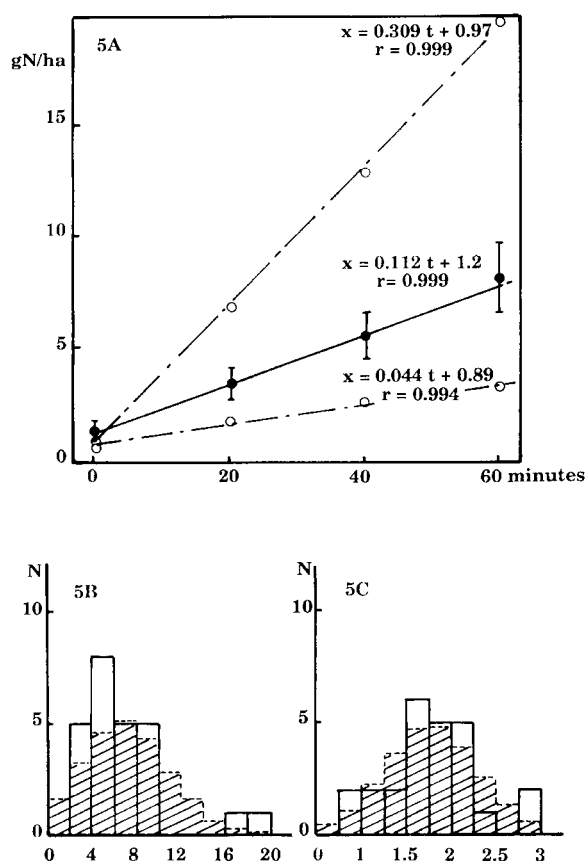 5A
gN/ha
x = 0.309 t + 0.97
r = 0.999
15
10
x = 0.112 t + 1.2
r= 0.999
5
x = 0.044 t + 0.89
r = 0.994
0
0 20 40 60 minutes
N 5B
10
5
0
0 4 8 12 16 20
N 5C
10
5
0
0 1 1.5 2 2.5 3